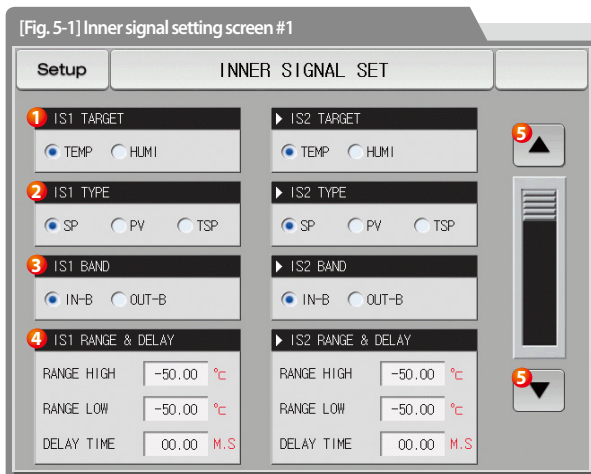 [Fig. 5-1] Inner signal setting screen #1
Setup
INNER SIGNAL SET
1 IS1 TARGET
TEMP HUMI
2 IS1 TYPE
SP PV TSP
3 IS1 BAND
IN-B OUT-B
4 IS1 RANGE & DELAY
RANGE HIGH -50.00 ℃
RANGE LOW -50.00 ℃
DELAY TIME 00.00 M.S
IS2 TARGET
TEMP HUMI
IS2 TYPE
SP PV TSP
IS2 BAND
IN-B OUT-B
IS2 RANGE & DELAY
RANGE HIGH -50.00 ℃
RANGE LOW -50.00 ℃
DELAY TIME 00.00 M.S
5
5